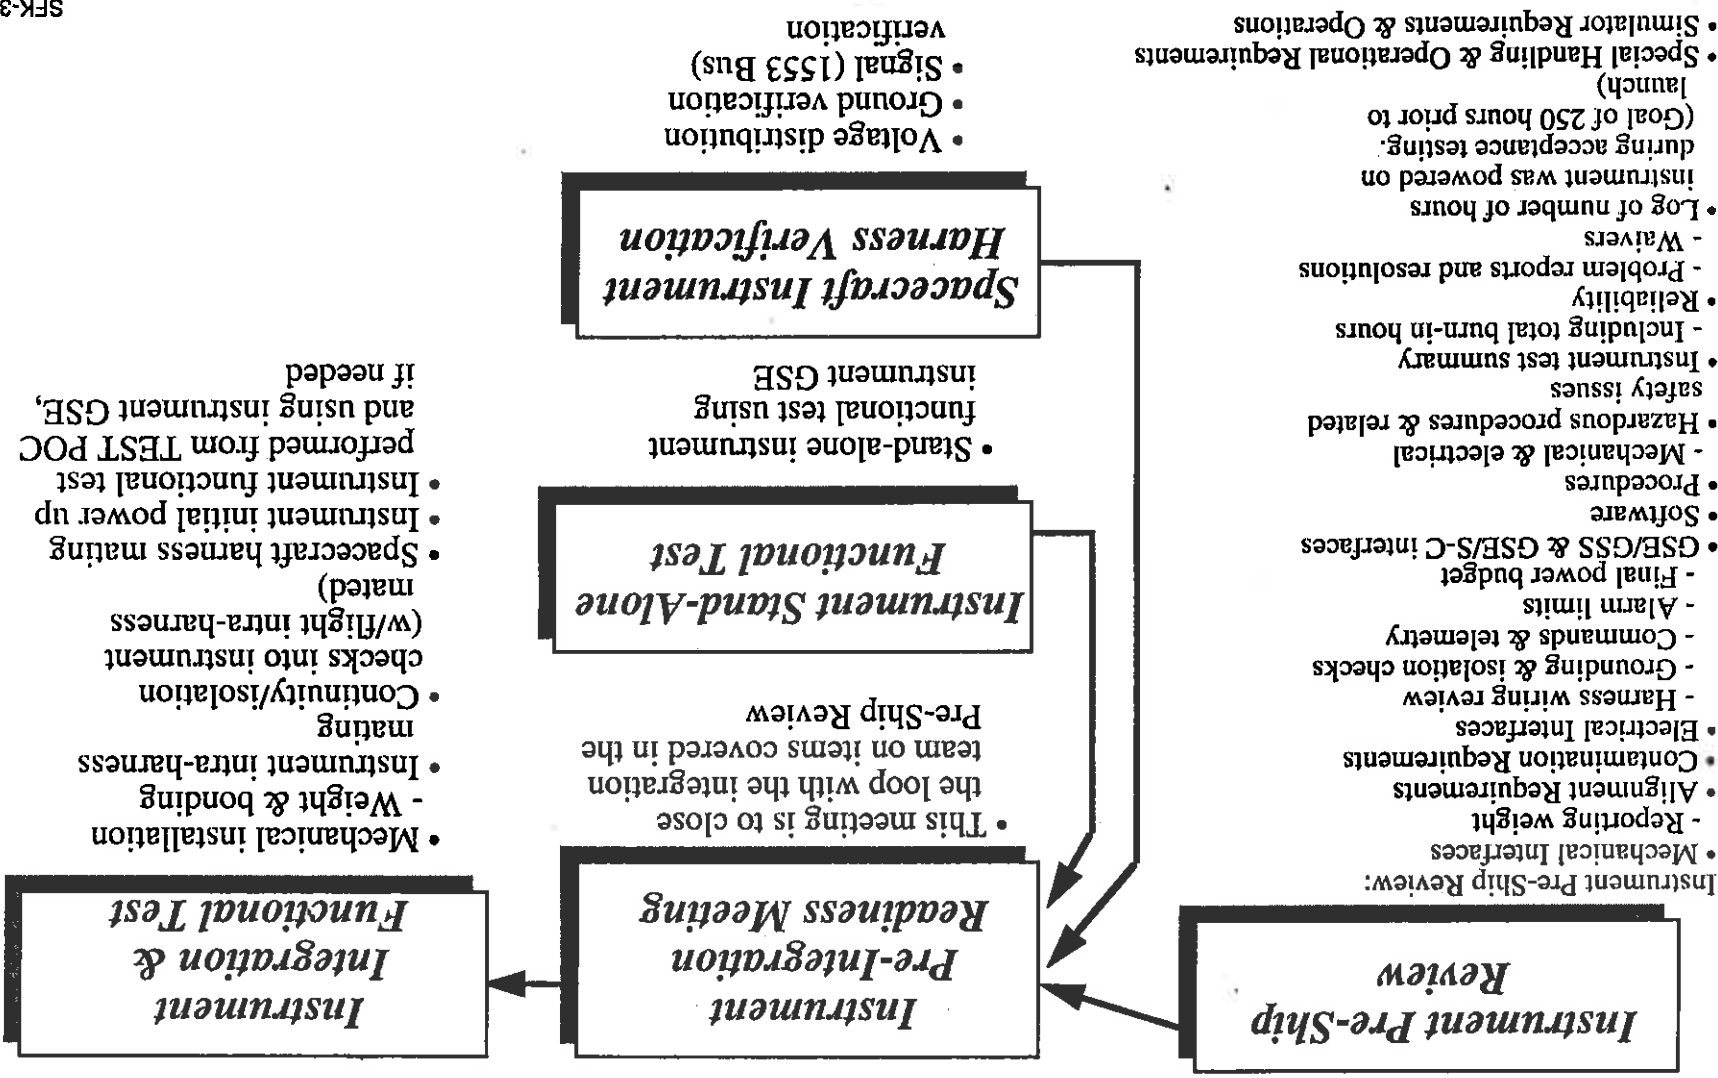 Instrument Pre-Ship
Review
Instrument Pre-Ship Review:
• Mechanical Interfaces
- Reporting weight
• Alignment Requirements
• Contamination Requirements
• Electrical Interfaces
- Harness wiring review
- Grounding & isolation checks
- Commands & telemetry
- Alarm limits
- Final power budget
• GSE/GSS & GSE/S-C interfaces
• Software
• Procedures
- Mechanical & electrical
• Hazardous procedures & related
safety issues
• Instrument test summary
- Including total burn-in hours
• Reliability
- Problem reports and resolutions
- Waivers
• Log of number of hours
instrument was powered on
during acceptance testing.
(Goal of 250 hours prior to
launch)
• Special Handling & Operational Requirements
• Simulator Requirements & Operations
Instrument
Pre-Integration
Readiness Meeting
• This meeting is to close
the loop with the integration
team on items covered in the
Pre-Ship Review
Instrument Stand-Alone
Functional Test
• Stand-alone instrument
functional test using
instrument GSE
Spacecraft Instrument
Harness Verification
• Voltage distribution
• Ground verification
• Signal (1553 Bus)
verification
Instrument
Integration &
Functional Test
• Mechanical installation
- Weight & bonding
• Instrument intra-harness
mating
• Continuity/isolation
checks into instrument
(w/flight intra-harness
mated)
• Spacecraft harness mating
• Instrument initial power up
• Instrument functional test
performed from TEST POC
and using instrument GSE,
if needed
SFK-3